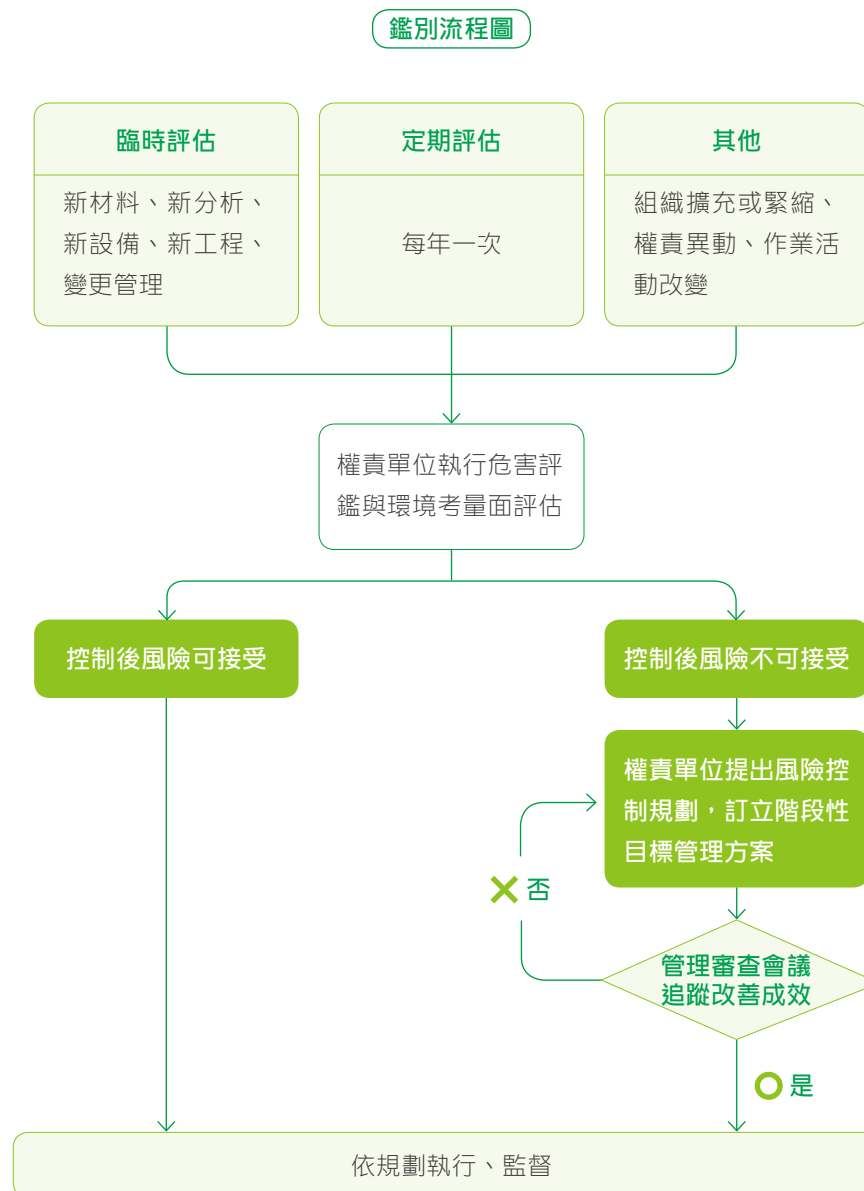 鑑別流程圖
臨時評估
新材料、新分析、
新設備、新工程、
變更管理
定期評估
每年一次
其他
組織擴充或緊縮、
權責異動、作業活
動改變
權責單位執行危害評
鑑與環境考量面評估
控制後風險可接受
控制後風險不可接受
權責單位提出風險控
制規劃，訂立階段性
目標管理方案
否
管理審查會議
追蹤改善成效
是
依規劃執行、監督